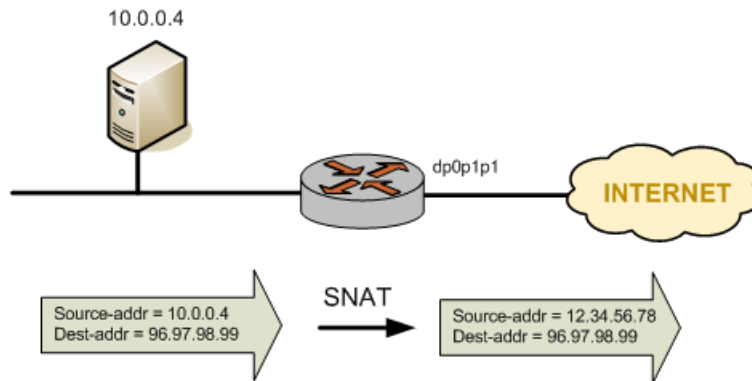 10.0.0.4
dp0p1p1
INTERNET
Source-addr = 10.0.0.4
Dest-addr = 96.97.98.99
SNAT
Source-addr = 12.34.56.78
Dest-addr = 96.97.98.99